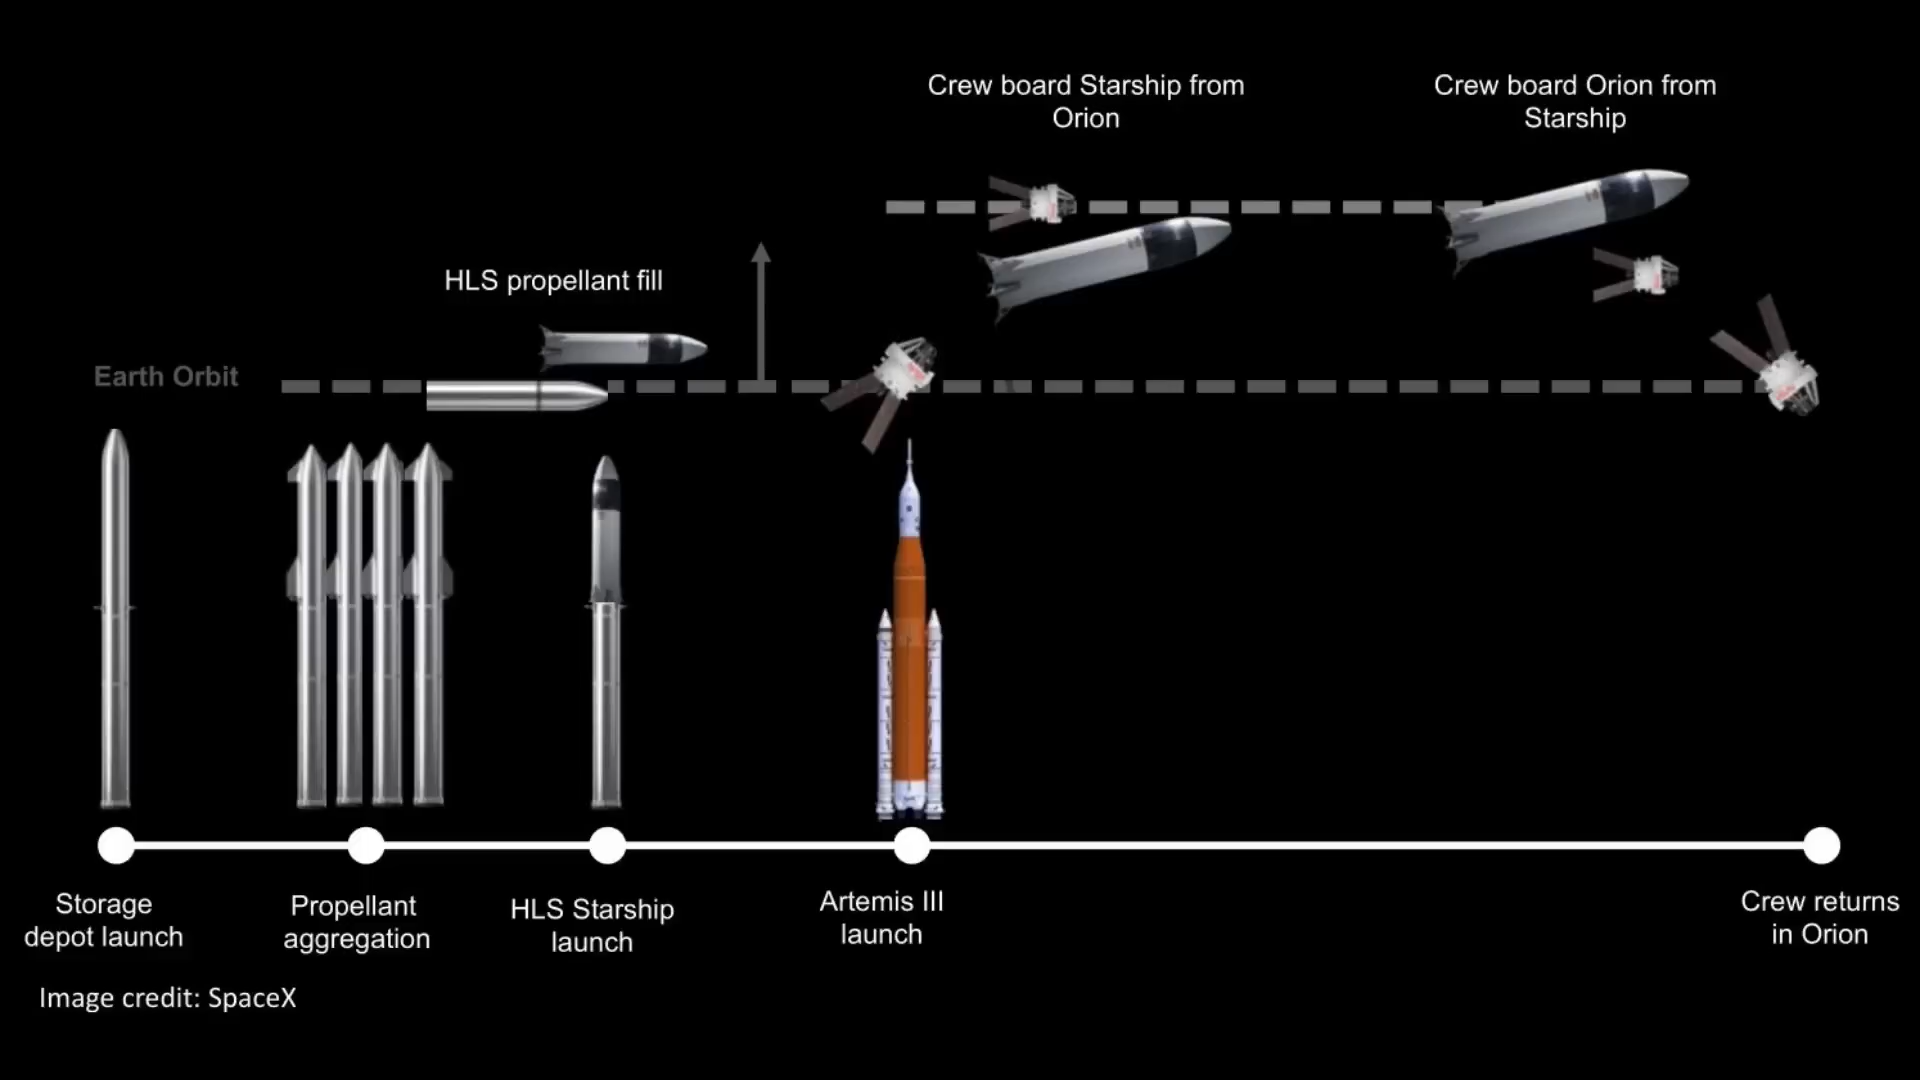 Crew board Starship from
Orion
Crew board Orion from
Starship
HLS propellant fill
Earth Orbit
Storage
depot launch
Propellant
aggregation
HLS Starship
launch
Artemis III
launch
Crew returns
in Orion
Image credit: SpaceX